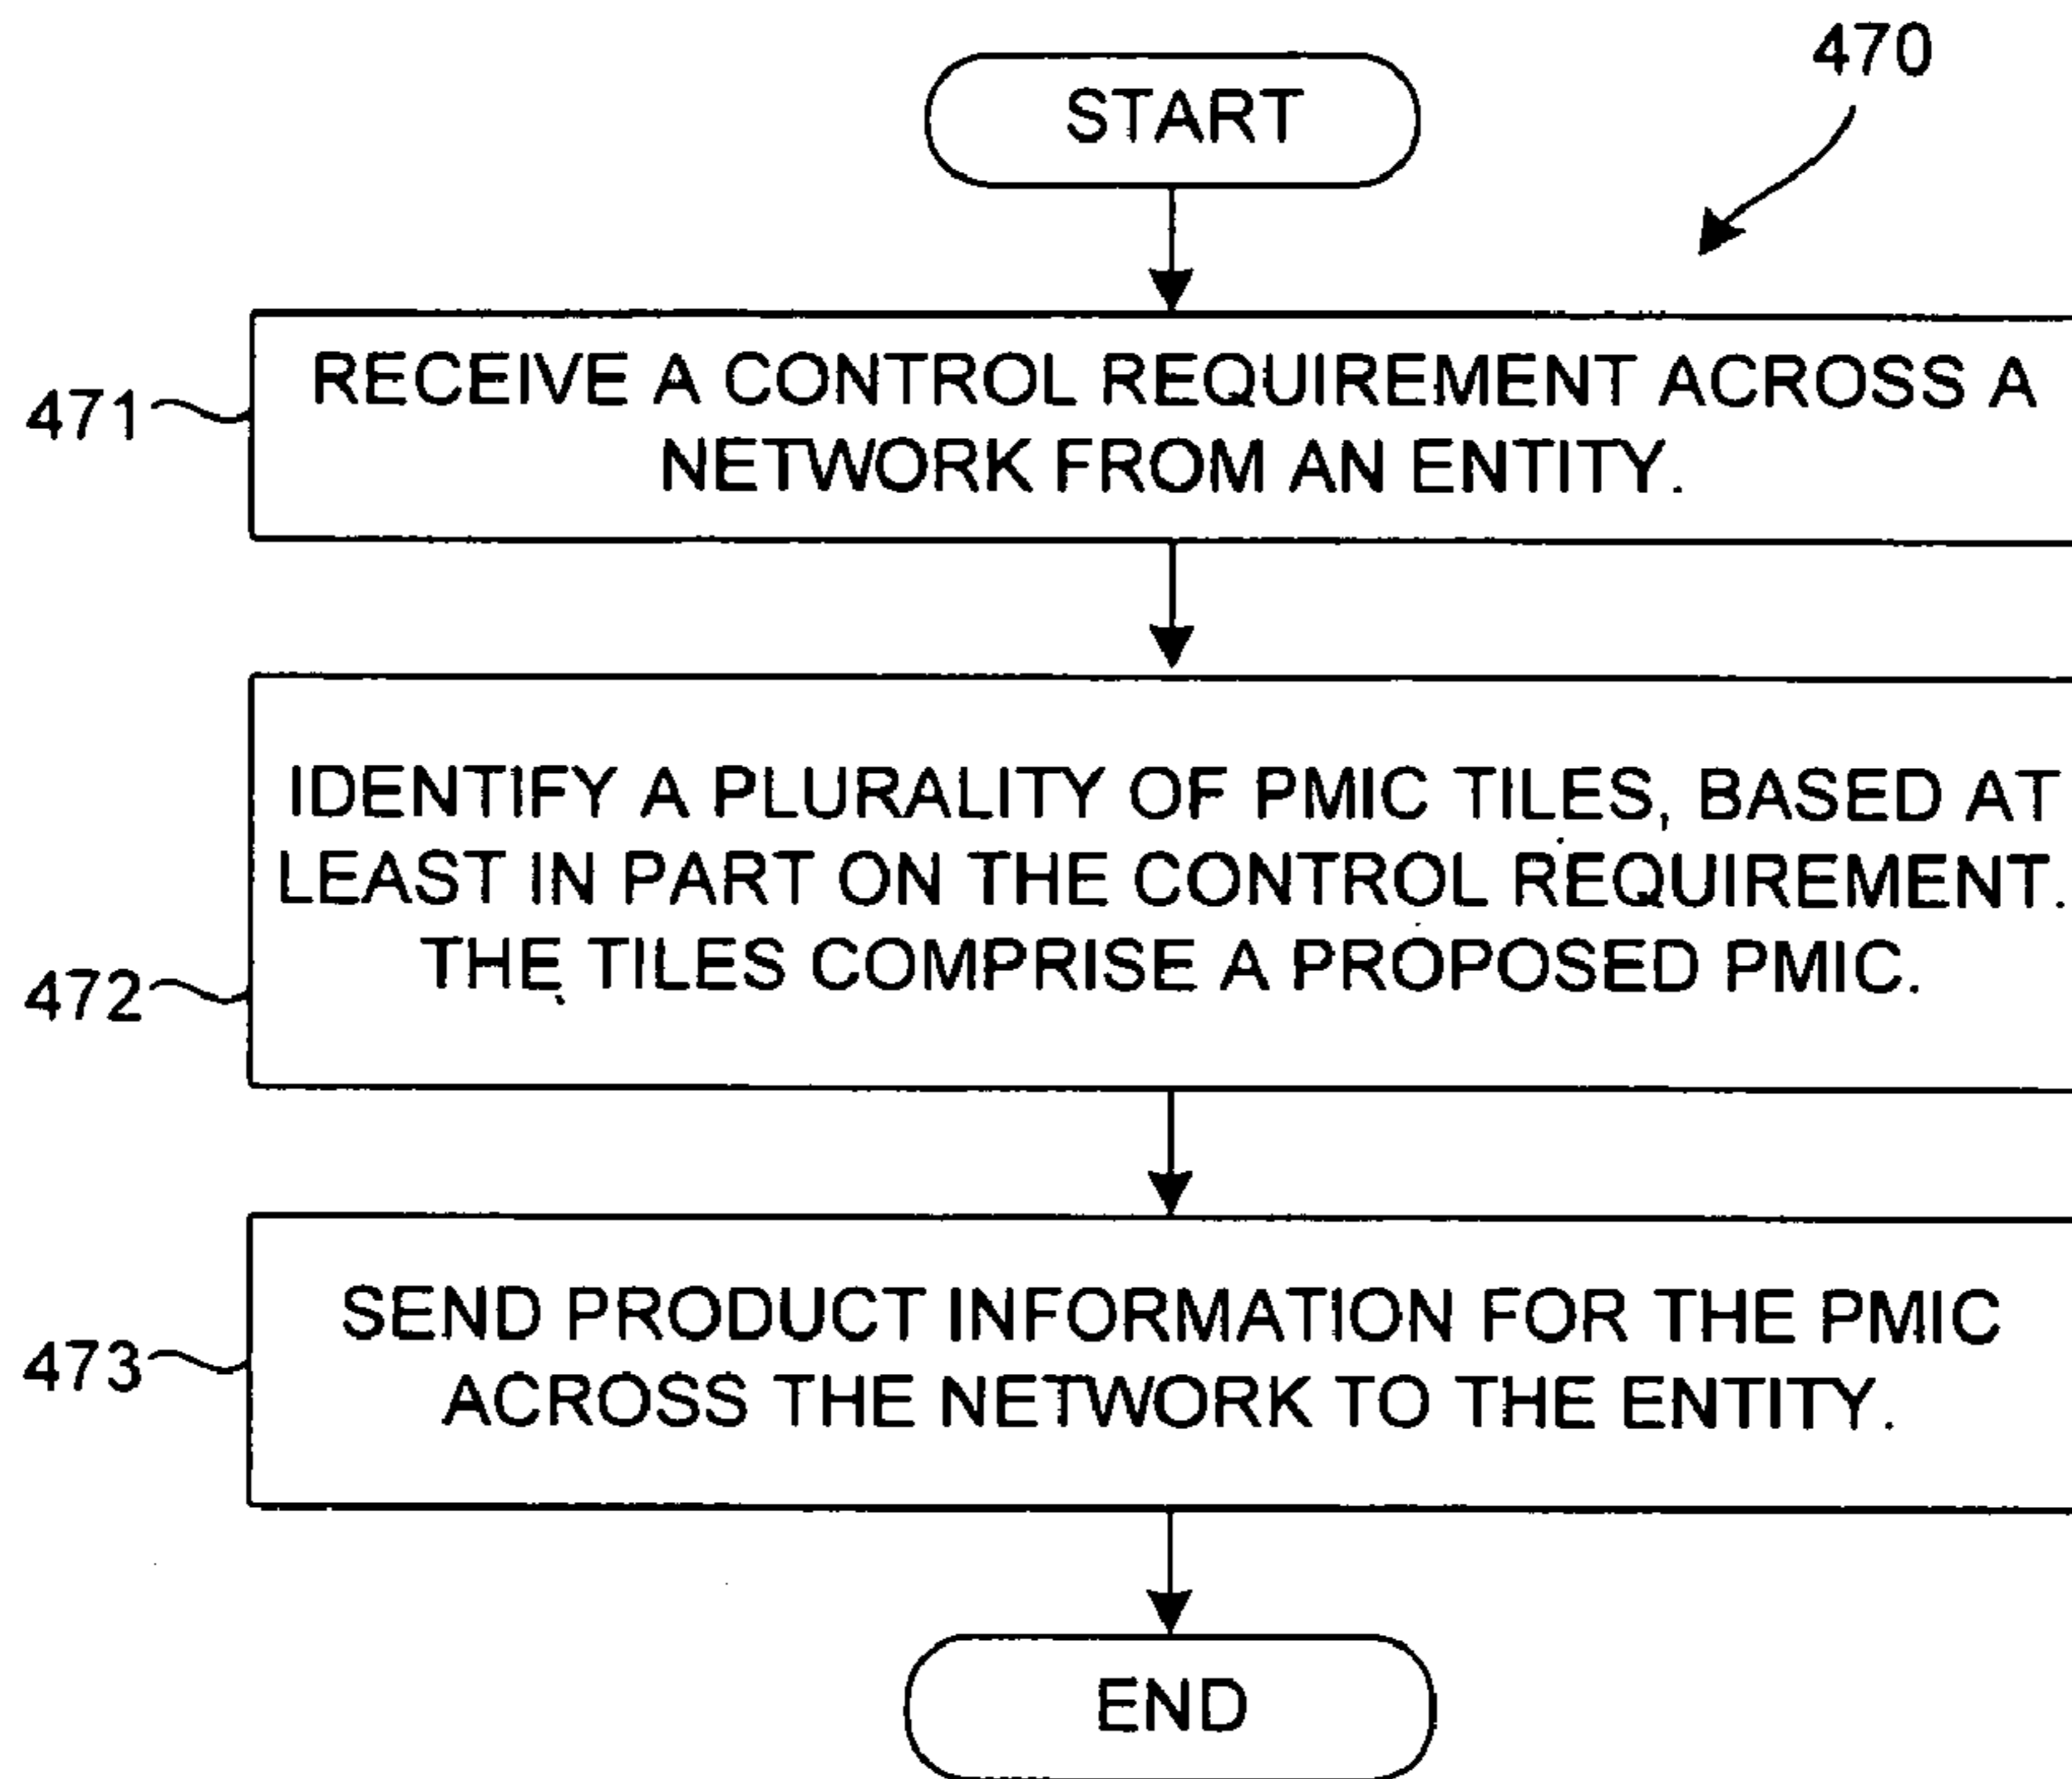 470
START
471
RECEIVE A CONTROL REQUIREMENT ACROSS A
NETWORK FROM AN ENTITY.
IDENTIFY A PLURALITY OF PMIC TILES, BASED AT
LEAST IN PART ON THE CONTROL REQUIREMENT.
THE TILES COMPRISE A PROPOSED PMIC.
472
SEND PRODUCT INFORMATION FOR THE PMIC
ACROSS THE NETWORK TO THE ENTITY.
473
END